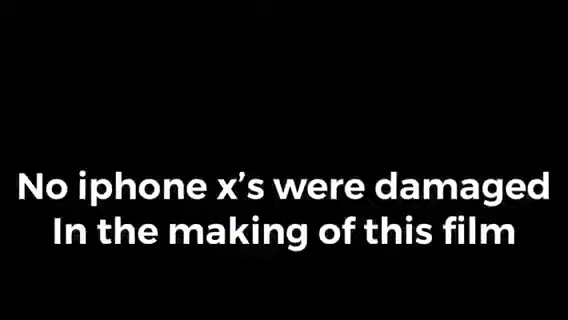 No iphone x’s were damaged
In the making of this film